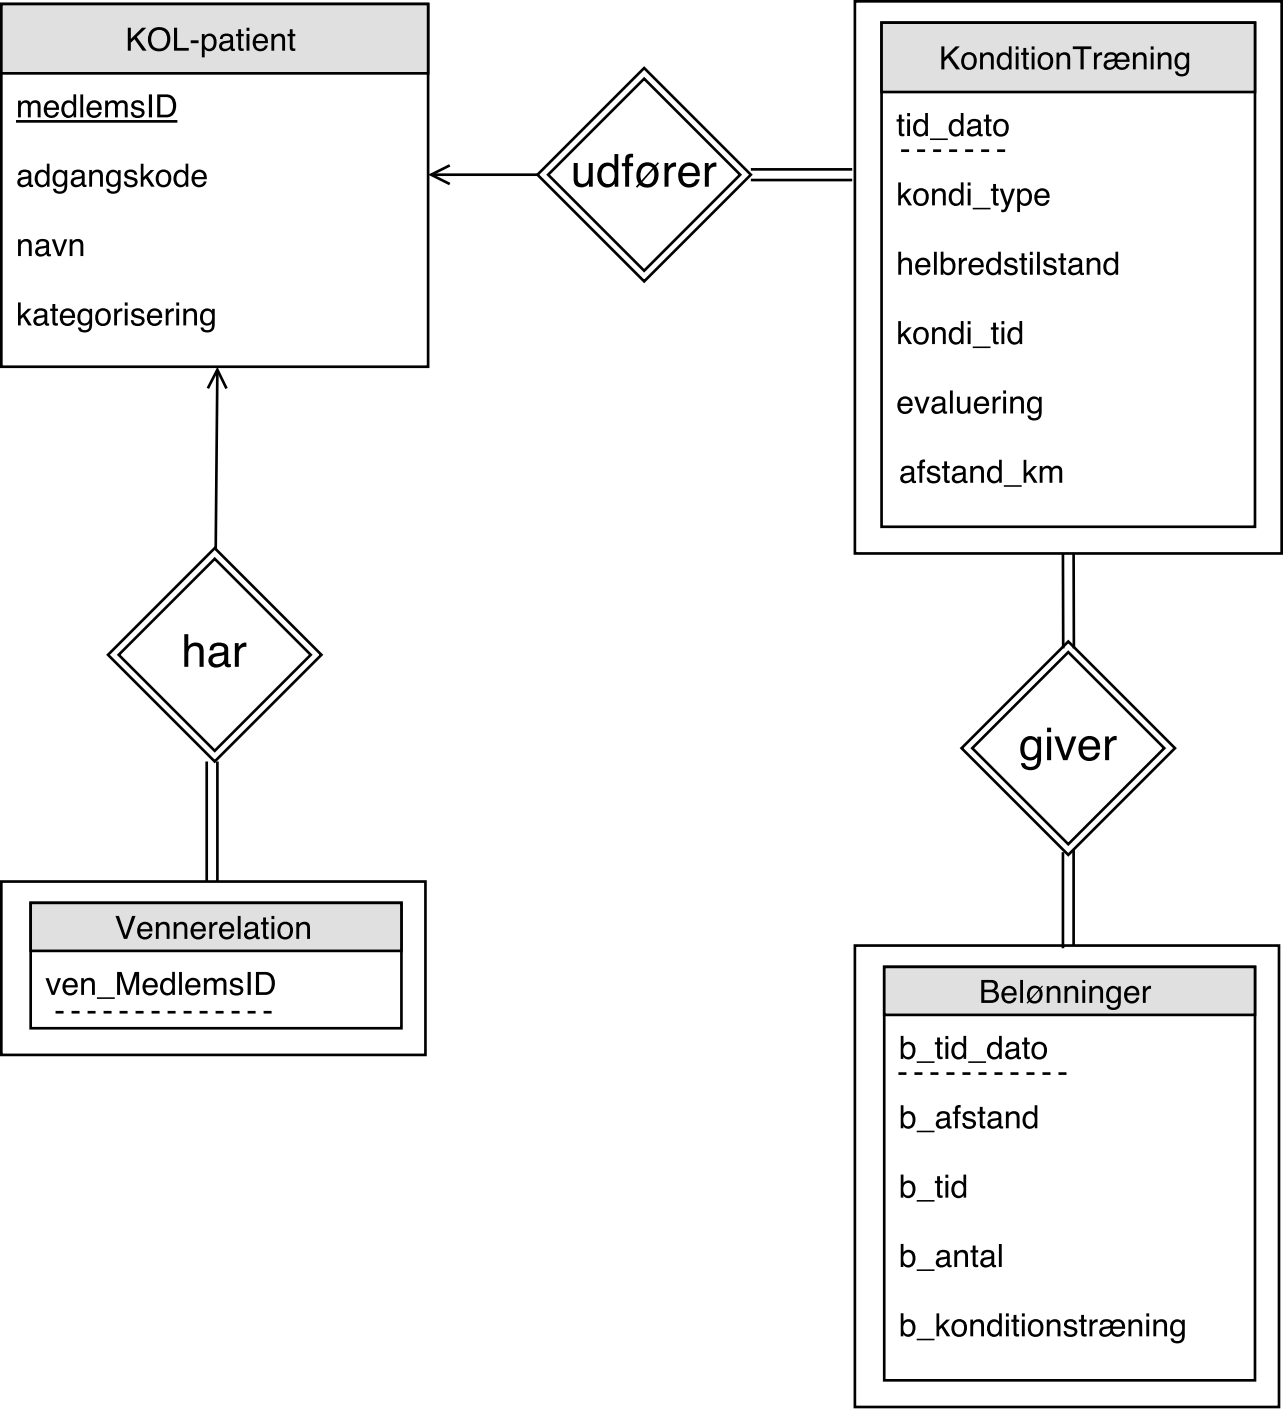 KOL-patient
medlemsID
adgangskode
navn
kategorisering
udfører
KonditionTræning
tid_dato
kondi_type
helbredstilstand
kondi_tid
evaluering
afstand_km
har
giver
Vennerelation
ven_MedlemsID
Belønninger
b_tid_dato
b_afstand
b_tid
b_antal
b_konditionstræning